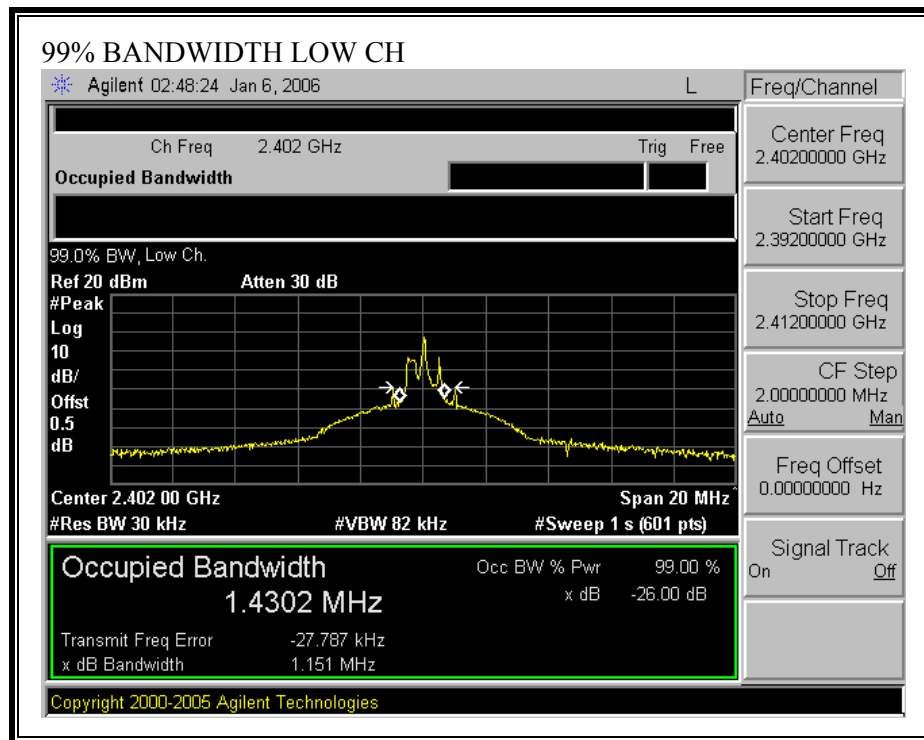 99% BANDWIDTH LOW CH
Agilent 02:48:24 Jan 6, 2006 L
Freq/Channel
Ch Freq 2.402 GHz Trig Free
Occupied Bandwidth
Center Freq
2.40200000 GHz
Start Freq
2.39200000 GHz
Stop Freq
2.41200000 GHz
CF Step
2.00000000 MHz
Auto Man
Freq Offset
0.00000000 Hz
Signal Track
On Off
99.0% BW, Low Ch.
Ref 20 dBm Atten 30 dB
#Peak
Log
10
dB/
Offst
0.5
dB
Center 2.402 00 GHz Span 20 MHz^
#Res BW 30 kHz #VBW 82 kHz #Sweep 1 s (601 pts)
Occupied Bandwidth
1.4302 MHz
Occ BW % Pwr 99.00 %
x dB -26.00 dB
Transmit Freq Error -27.787 kHz
x dB Bandwidth 1.151 MHz
Copyright 2000-2005 Agilent Technologies